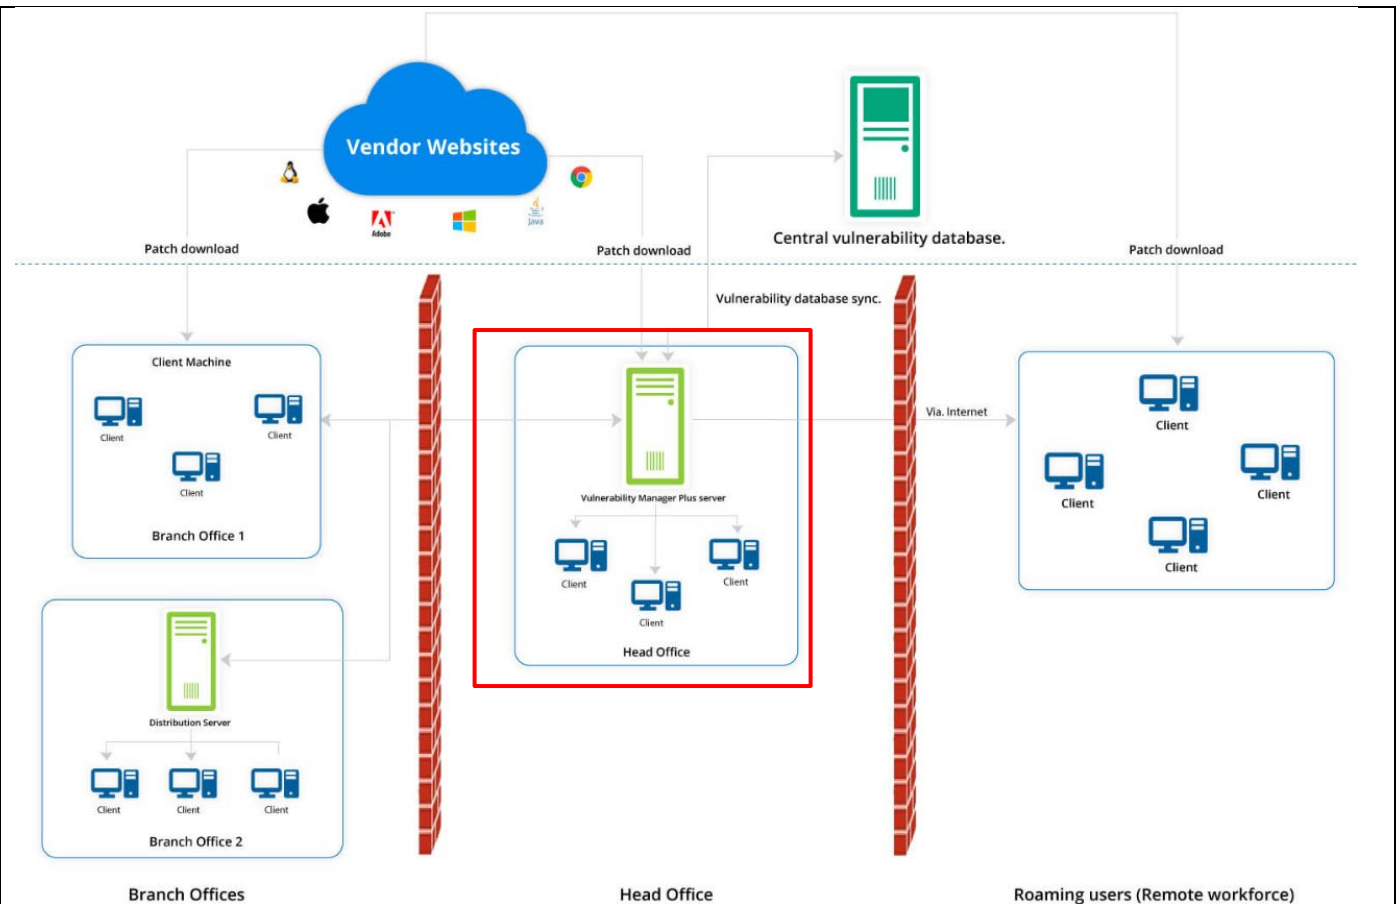 Vendor Websites
Adobe
Java
Central vulnerability database.
Patch download
Patch download
Patch download
Vulnerability database sync.
Client Machine
Client
Client
Client
Branch Office 1
Vulnerability Manager Plus server
Client
Client
Client
Head Office
Via. Internet
Client
Client
Client
Client
Distribution Server
Client
Client
Client
Branch Office 2
Branch Offices
Head Office
Roaming users (Remote workforce)